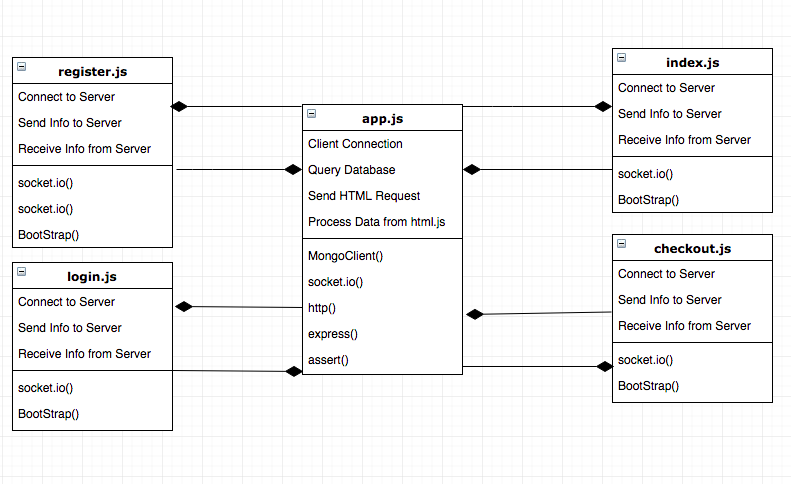 register.js
Connect to Server
Send Info to Server
Receive Info from Server
socket.io()
socket.io()
BootStrap()
login.js
Connect to Server
Send Info to Server
Receive Info from Server
socket.io()
BootStrap()
app.js
Client Connection
Query Database
Send HTML Request
Process Data from html.js
MongoClient()
socket.io()
http()
express()
assert()
index.js
Connect to Server
Send Info to Server
Receive Info from Server
socket.io()
BootStrap()
checkout.js
Connect to Server
Send Info to Server
Receive Info from Server
socket.io()
BootStrap()